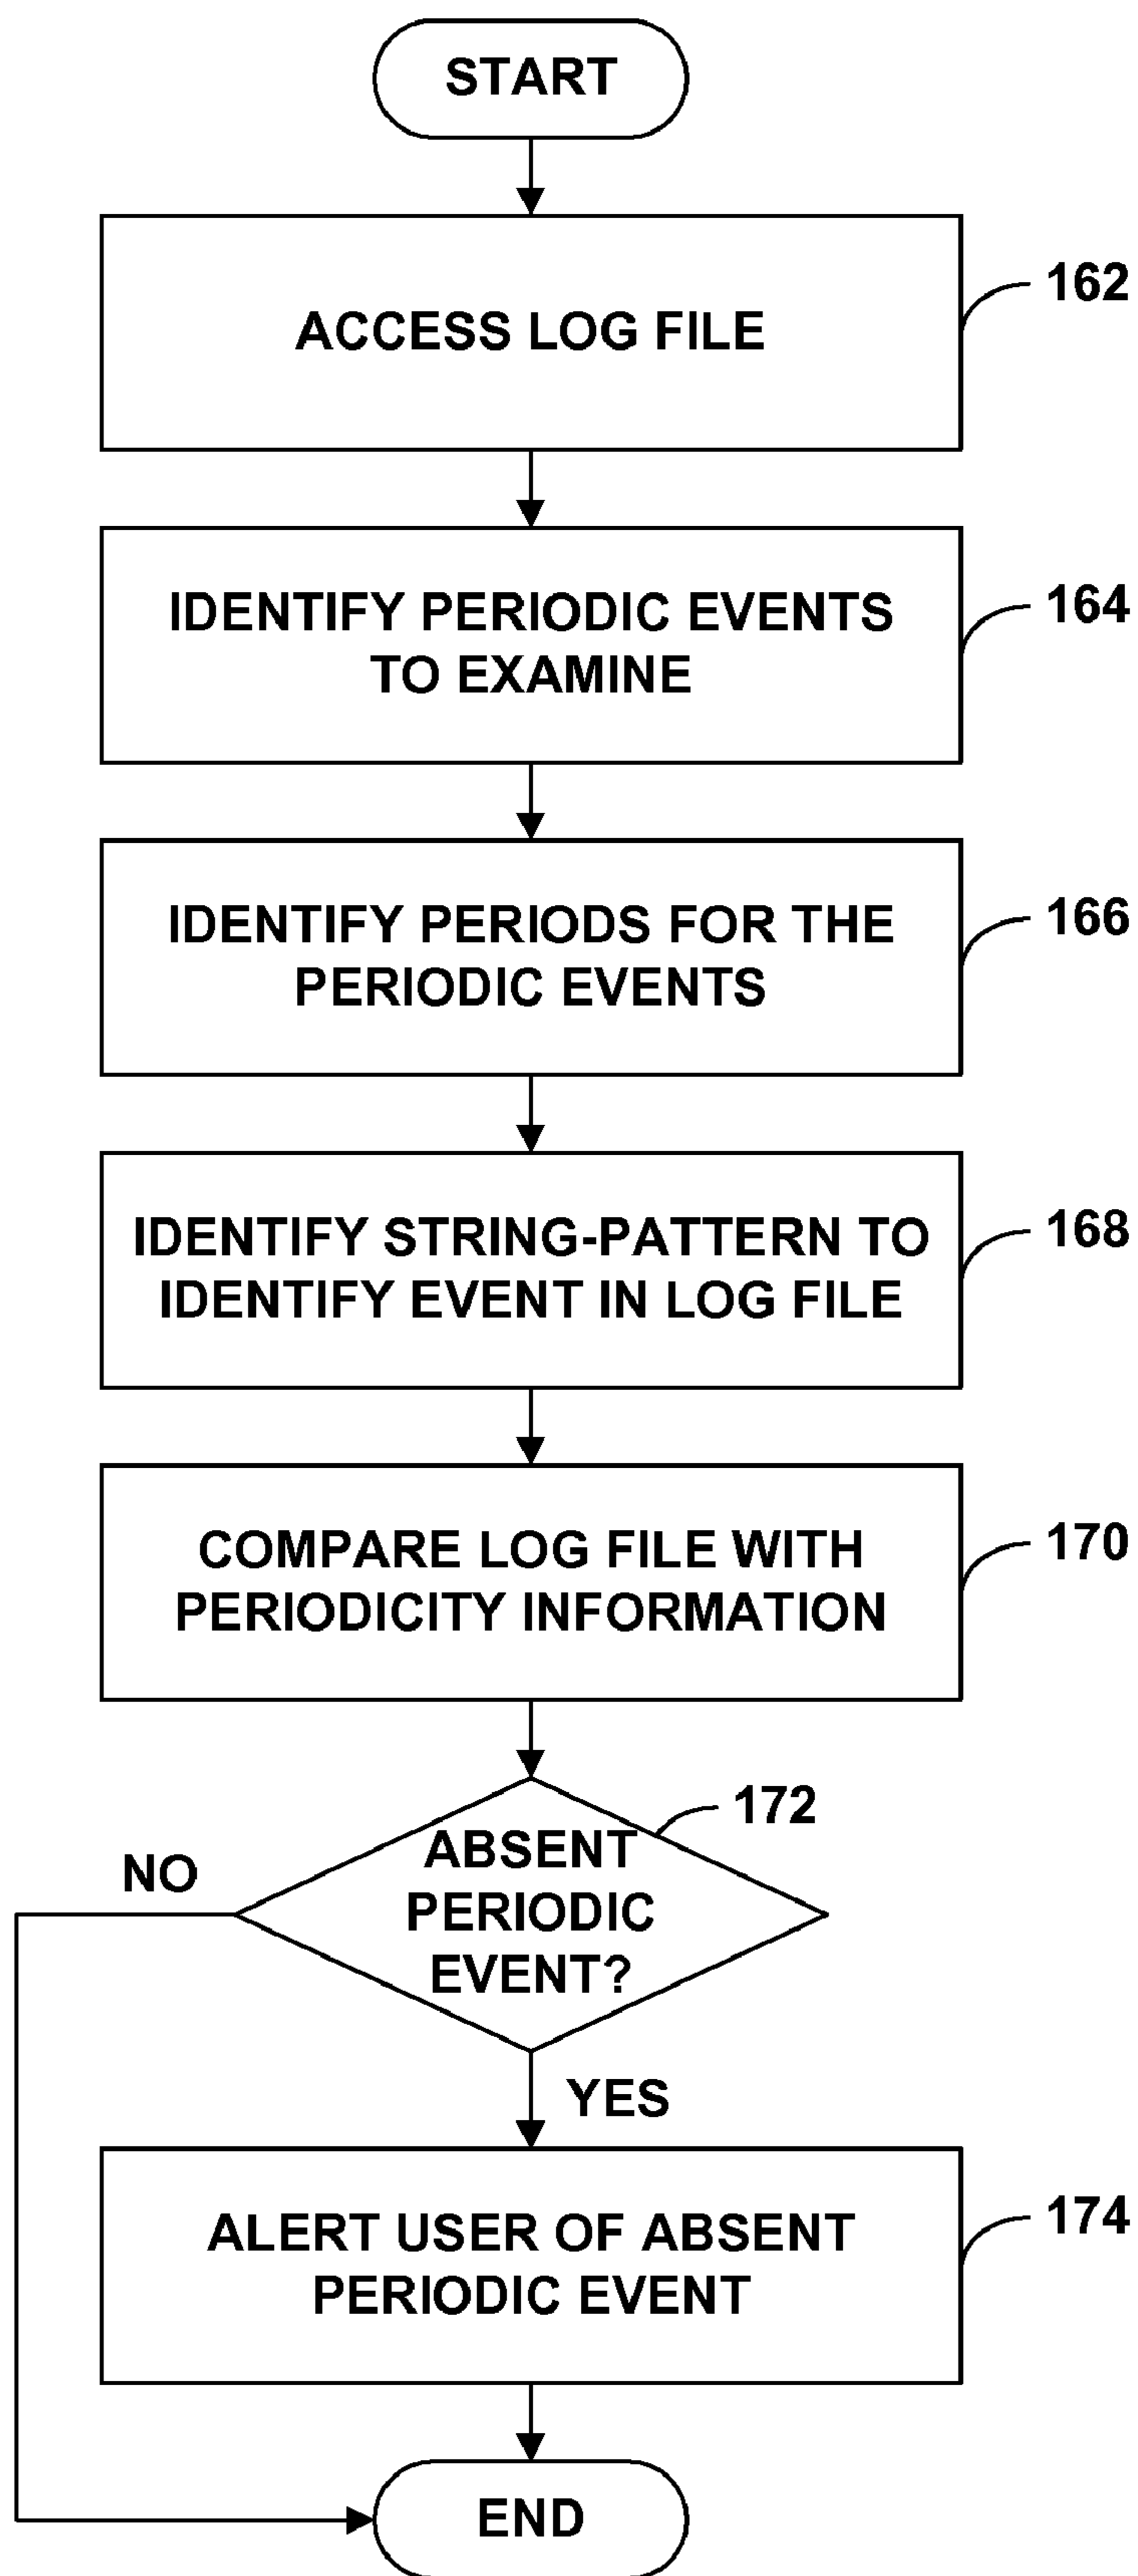 START
ACCESS LOG FILE
162
IDENTIFY PERIODIC EVENTS
TO EXAMINE
164
IDENTIFY PERIODS FOR THE
PERIODIC EVENTS
166
IDENTIFY STRING-PATTERN TO
IDENTIFY EVENT IN LOG FILE
168
COMPARE LOG FILE WITH
PERIODICITY INFORMATION
170
172
ABSENT
PERIODIC
EVENT?
NO
YES
ALERT USER OF ABSENT
PERIODIC EVENT
174
END